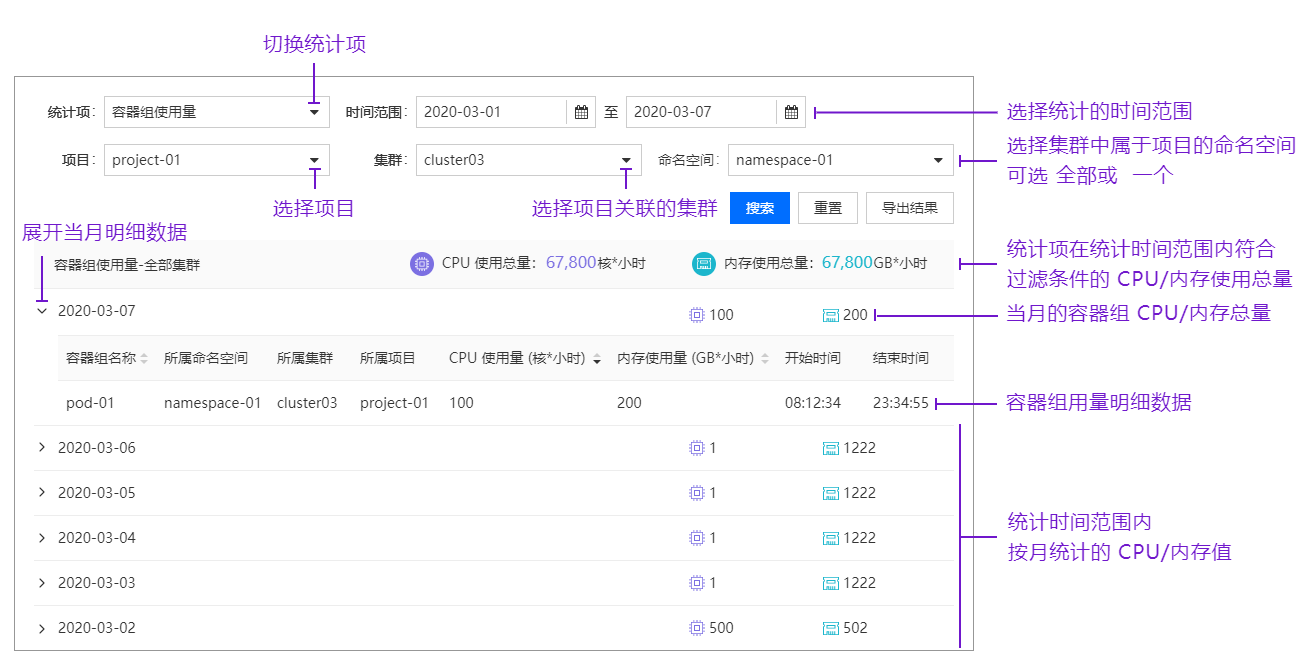 切换统计项
统计项: 容器组使用量 时间范围: 2020-03-01 至 2020-03-07 选择统计的时间范围
项目: project-01 集群: cluster03 命名空间: namespace-01 选择集群中属于项目的命名空间
可选 全部或 一个
选择项目 选择项目关联的集群 搜索 重置 导出结果
展开当月明细数据
容器组使用量-全部集群 CPU 使用总量: 67,800核*小时 内存使用总量: 67,800GB*小时 统计项在统计时间范围内符合
过滤条件的 CPU/内存使用总量
2020-03-07 100 200 当月的容器组 CPU/内存总量
容器组名称 所属命名空间 所属集群 所属项目 CPU 使用量 (核*小时) 内存使用量 (GB*小时) 开始时间 结束时间
pod-01 namespace-01 cluster03 project-01 100 200 08:12:34 23:34:55 容器组用量明细数据
2020-03-06 1 1222
2020-03-05 1 1222
统计时间范围内
2020-03-04 1 1222
按月统计的 CPU/内存值
2020-03-03 1 1222
2020-03-02 500 502